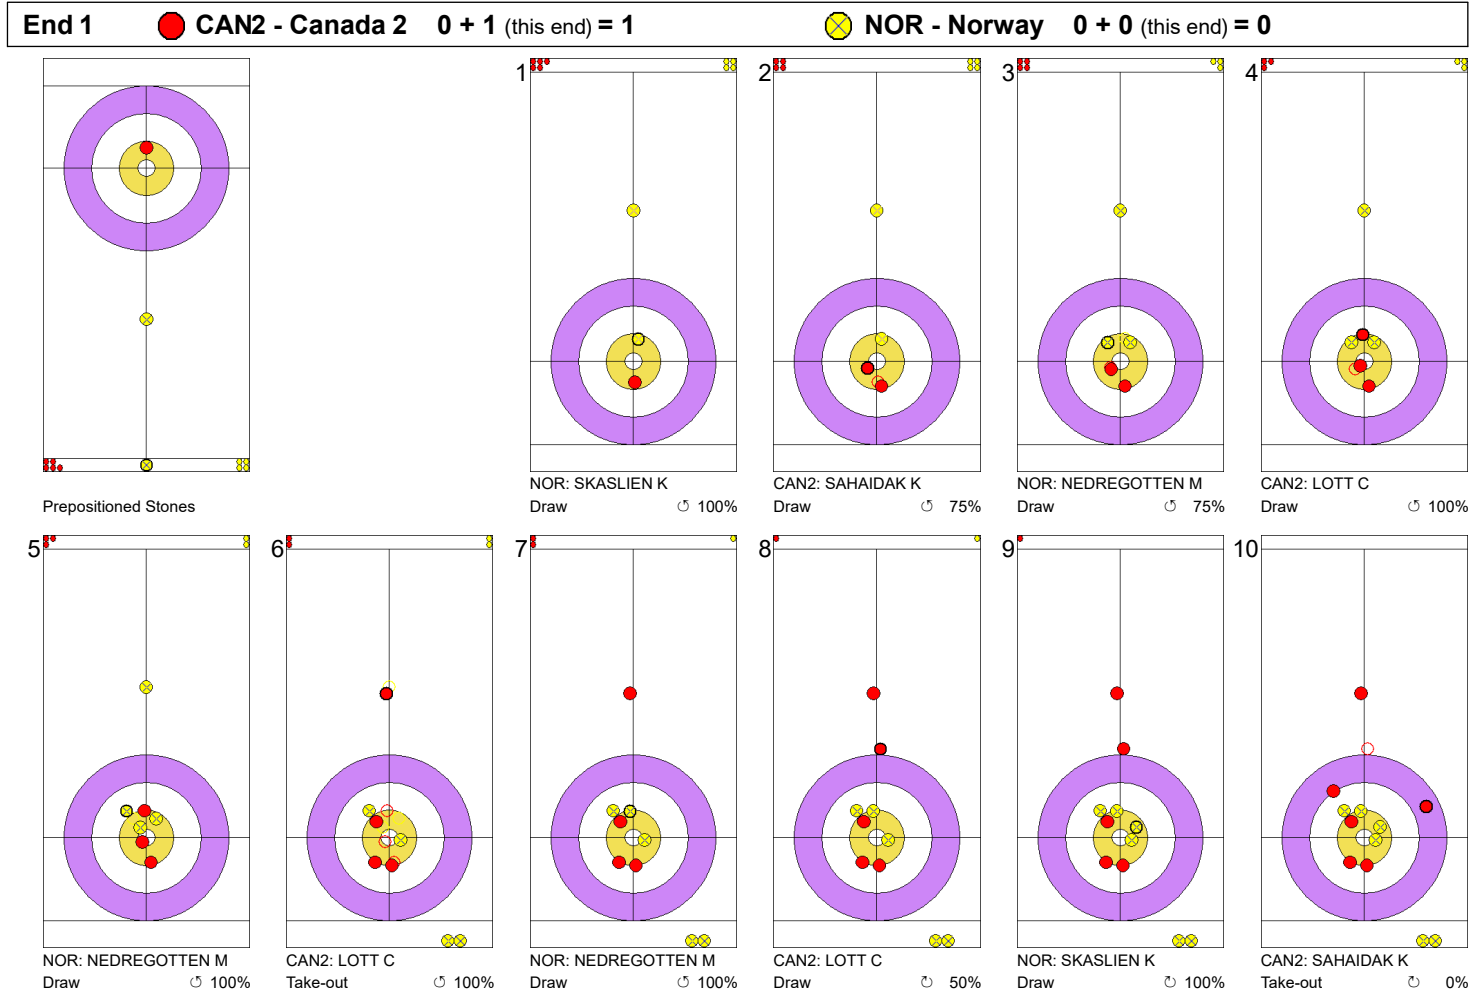 End 1 CAN2 - Canada 2 0 + 1 (this end) = 1 NOR - Norway 0 + 0 (this end) = 0
1 2 3 4
Prepositioned Stones
NOR: SKASLIEN K
Draw ↺ 100%
CAN2: SAHAIDAK K
Draw ↺ 75%
NOR: NEDREGOTTEN M
Draw ↺ 75%
CAN2: LOTT C
Draw ↺ 100%
5 6 7 8 9 10
NOR: NEDREGOTTEN M
Draw ↺ 100%
CAN2: LOTT C
Take-out ↺ 100%
NOR: NEDREGOTTEN M
Draw ↺ 100%
CAN2: LOTT C
Draw ↻ 50%
NOR: SKASLIEN K
Draw ↺ 100%
CAN2: SAHAIDAK K
Take-out ↻ 0%